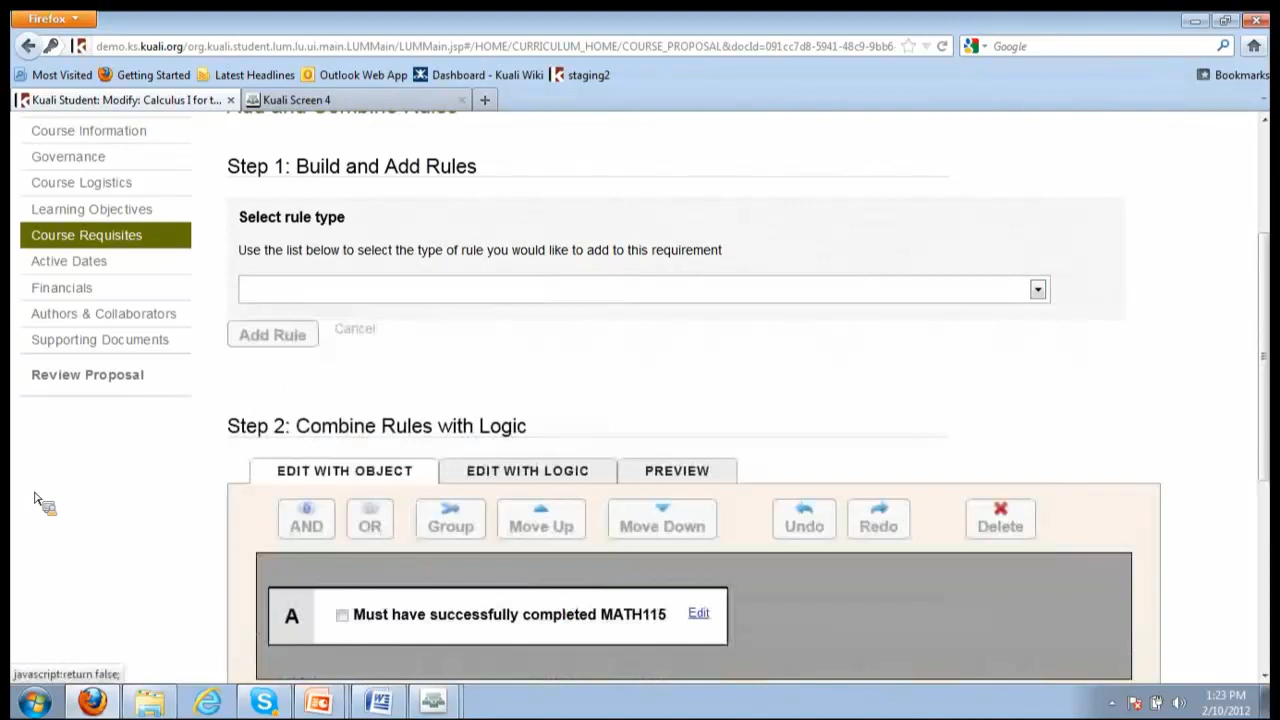 Firefox
demo.ks.kuali.org/org.kuali.student.lum.lu.ui.main.LUMMain/LUMMain.jsp#/HOME/CURRICULUM_HOME/COURSE_PROPOSAL&docId=091cc7d8-5941-48c9-9bb6-
Google
Most Visited Getting Started Latest Headlines Outlook Web App Dashboard - Kuali Wiki staging2 Bookmarks
Kuali Student: Modify: Calculus I for t... Kuali Screen 4
Add and Combine Rules
Course Information
Governance
Course Logistics
Learning Objectives
Course Requisites
Active Dates
Financials
Authors & Collaborators
Supporting Documents
Review Proposal
Step 1: Build and Add Rules
Select rule type
Use the list below to select the type of rule you would like to add to this requirement
Add Rule Cancel
Step 2: Combine Rules with Logic
EDIT WITH OBJECT EDIT WITH LOGIC PREVIEW
AND OR Group Move Up Move Down Undo Redo Delete
A Must have successfully completed MATH115 Edit
javascript:return false;
1:23 PM
2/10/2012